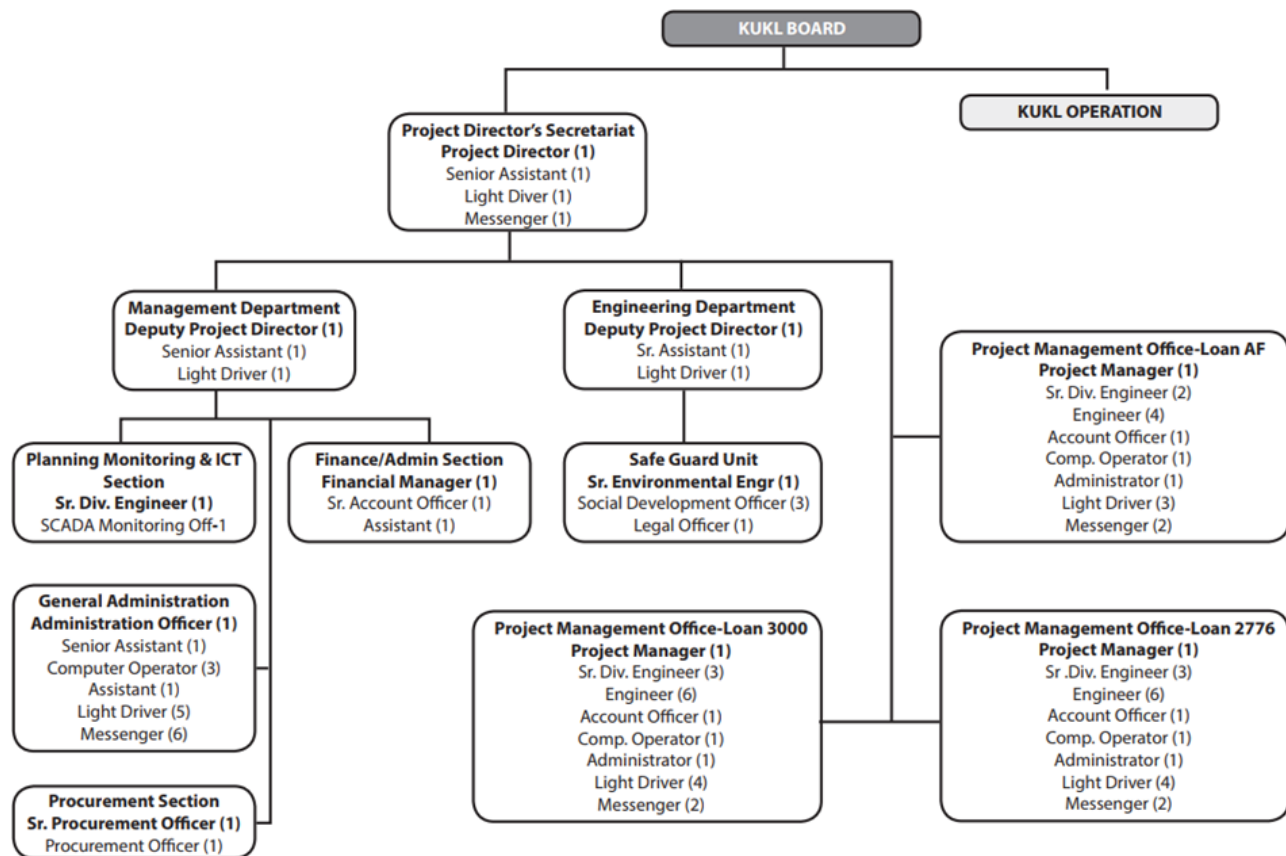 KUKL BOARD
KUKL OPERATION
Project Director’s Secretariat
Project Director (1)
Senior Assistant (1)
Light Diver (1)
Messenger (1)
Management Department
Deputy Project Director (1)
Senior Assistant (1)
Light Driver (1)
Engineering Department
Deputy Project Director (1)
Sr. Assistant (1)
Light Driver (1)
Project Management Office-Loan AF
Project Manager (1)
Sr. Div. Engineer (2)
Engineer (4)
Account Officer (1)
Comp. Operator (1)
Administrator (1)
Light Driver (3)
Messenger (2)
Planning Monitoring & ICT
Section
Sr. Div. Engineer (1)
SCADA Monitoring Off-1
Finance/Admin Section
Financial Manager (1)
Sr. Account Officer (1)
Assistant (1)
Safe Guard Unit
Sr. Environmental Engr (1)
Social Development Officer (3)
Legal Officer (1)
General Administration
Administration Officer (1)
Senior Assistant (1)
Computer Operator (3)
Assistant (1)
Light Driver (5)
Messenger (6)
Project Management Office-Loan 3000
Project Manager (1)
Sr. Div. Engineer (3)
Engineer (6)
Account Officer (1)
Comp. Operator (1)
Administrator (1)
Light Driver (4)
Messenger (2)
Project Management Office-Loan 2776
Project Manager (1)
Sr .Div. Engineer (3)
Engineer (6)
Account Officer (1)
Comp. Operator (1)
Administrator (1)
Light Driver (4)
Messenger (2)
Procurement Section
Sr. Procurement Officer (1)
Procurement Officer (1)